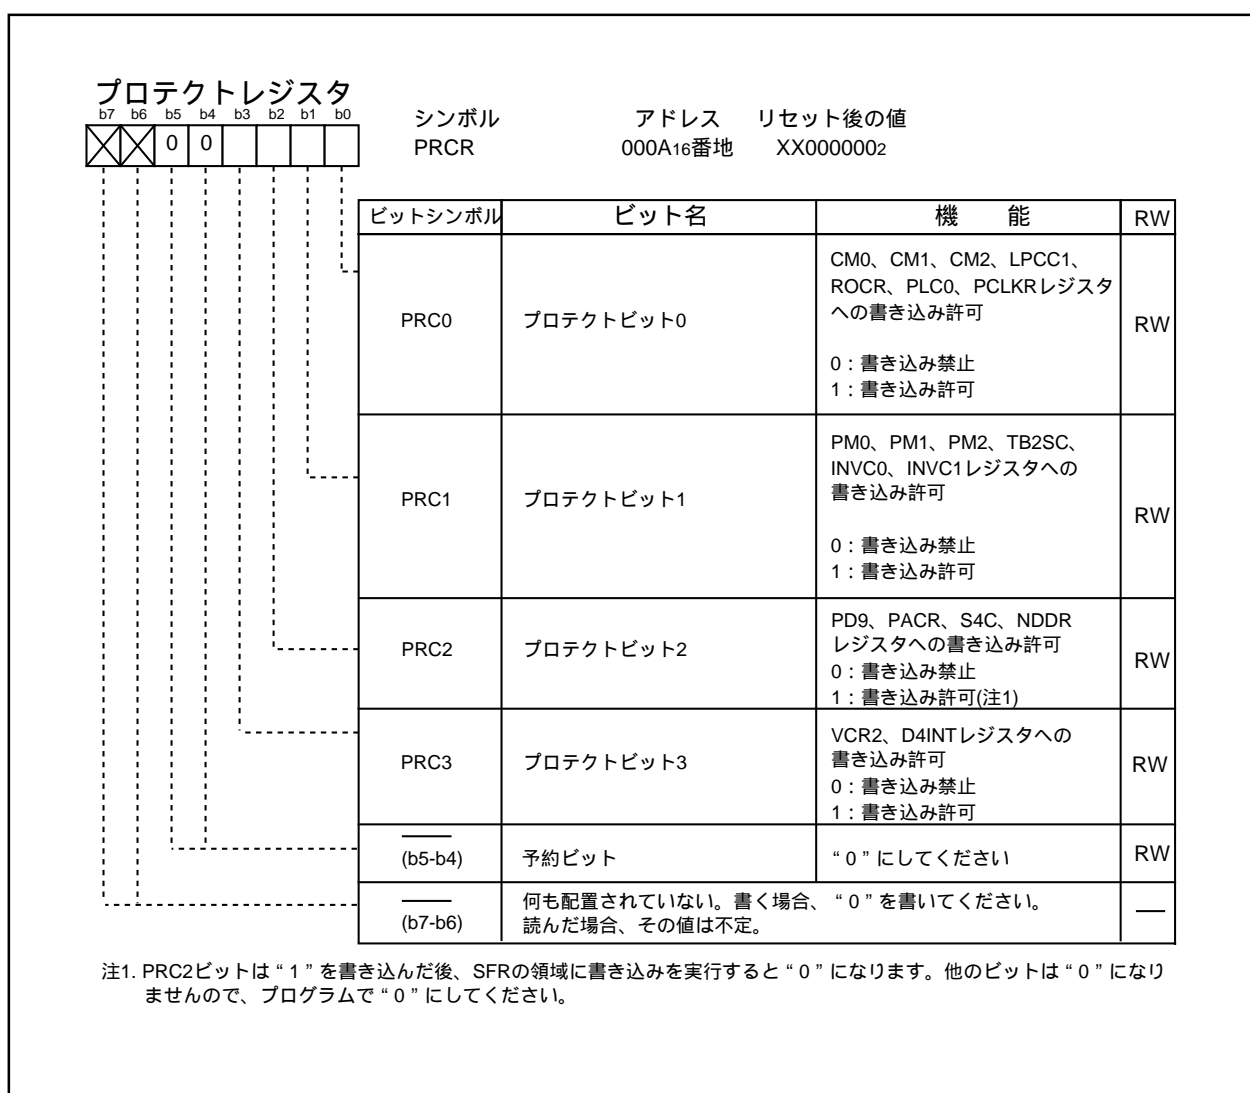 プロテクトレジスタ
b7 b6 b5 b4 b3 b2 b1 b0
0 0
シンボル アドレス リセット後の値
PRCR 000A16番地 XX0000002
ビットシンボル ビット名 機 能 RW
PRC0 プロテクトビット0 RW
CM0、CM1、CM2、LPCC1、
ROCR、PLC0、PCLKRレジスタ
への書き込み許可
0：書き込み禁止
1：書き込み許可
PRC1 プロテクトビット1 RW
PM0、PM1、PM2、TB2SC、
INVC0、INVC1レジスタへの
書き込み許可
0：書き込み禁止
1：書き込み許可
PRC2 プロテクトビット2 RW
PD9、PACR、S4C、NDDR
レジスタへの書き込み許可
0：書き込み禁止
1：書き込み許可(注1)
PRC3 プロテクトビット3 RW
VCR2、D4INTレジスタへの
書き込み許可
0：書き込み禁止
1：書き込み許可
(b5-b4) 予約ビット “0”にしてください RW
(b7-b6)
何も配置されていない。書く場合、“0”を書いてください。
読んだ場合、その値は不定。
注1. PRC2ビットは“1”を書き込んだ後、SFRの領域に書き込みを実行すると“0”になります。他のビットは“0”になり
ませんので、プログラムで“0”にしてください。